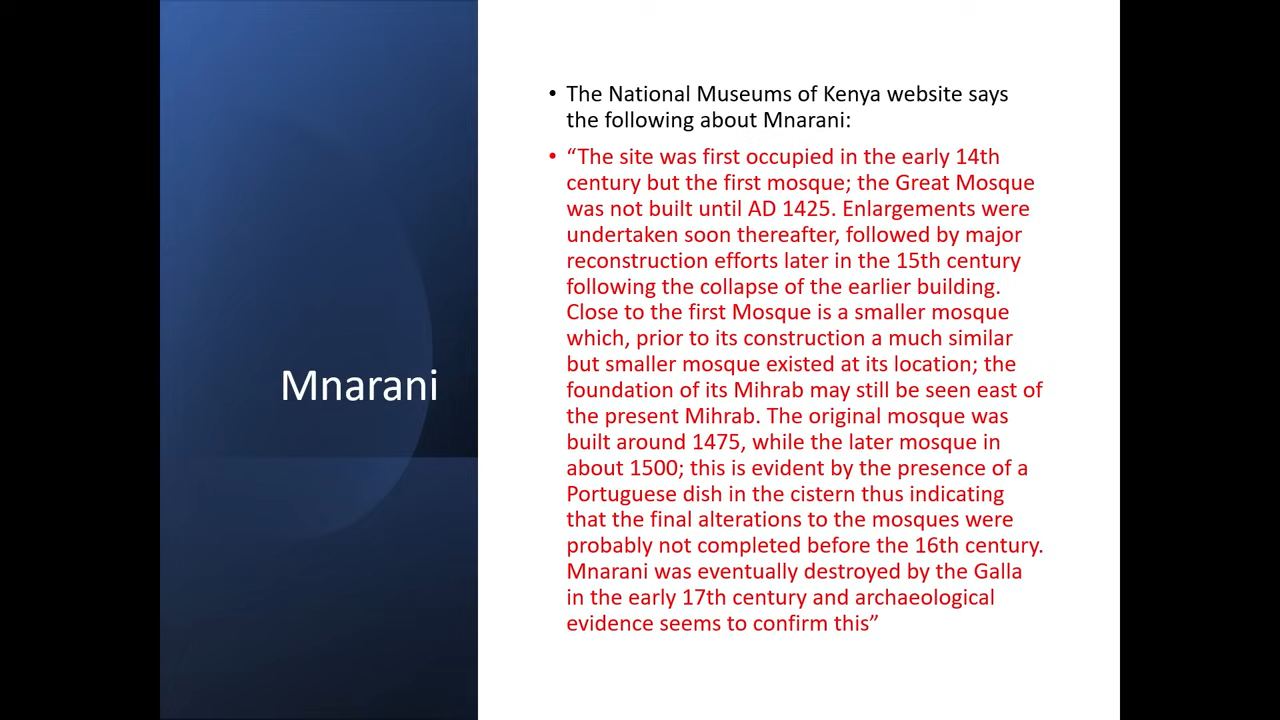 Mnarani
• The National Museums of Kenya website says
the following about Mnarani:
• “The site was first occupied in the early 14th
century but the first mosque; the Great Mosque
was not built until AD 1425. Enlargements were
undertaken soon thereafter, followed by major
reconstruction efforts later in the 15th century
following the collapse of the earlier building.
Close to the first Mosque is a smaller mosque
which, prior to its construction a much similar
but smaller mosque existed at its location; the
foundation of its Mihrab may still be seen east of
the present Mihrab. The original mosque was
built around 1475, while the later mosque in
about 1500; this is evident by the presence of a
Portuguese dish in the cistern thus indicating
that the final alterations to the mosques were
probably not completed before the 16th century.
Mnarani was eventually destroyed by the Galla
in the early 17th century and archaeological
evidence seems to confirm this”